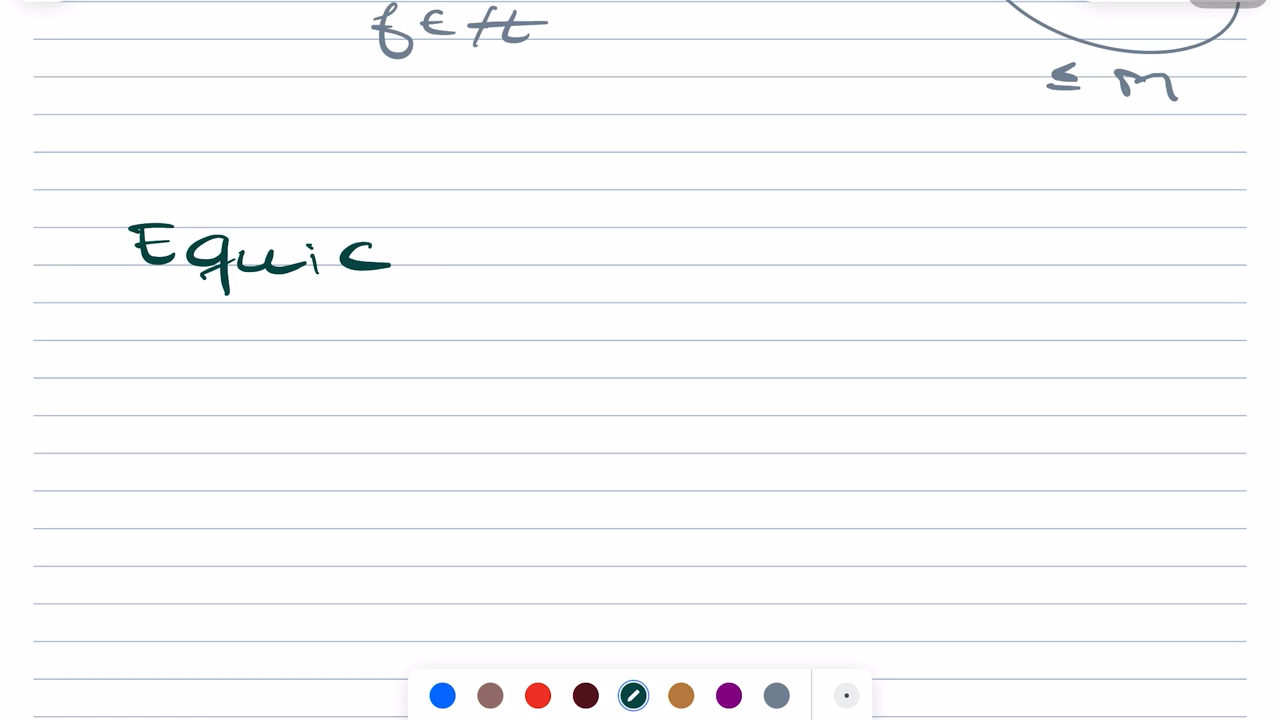 f ∈ A
≤ M
Equic